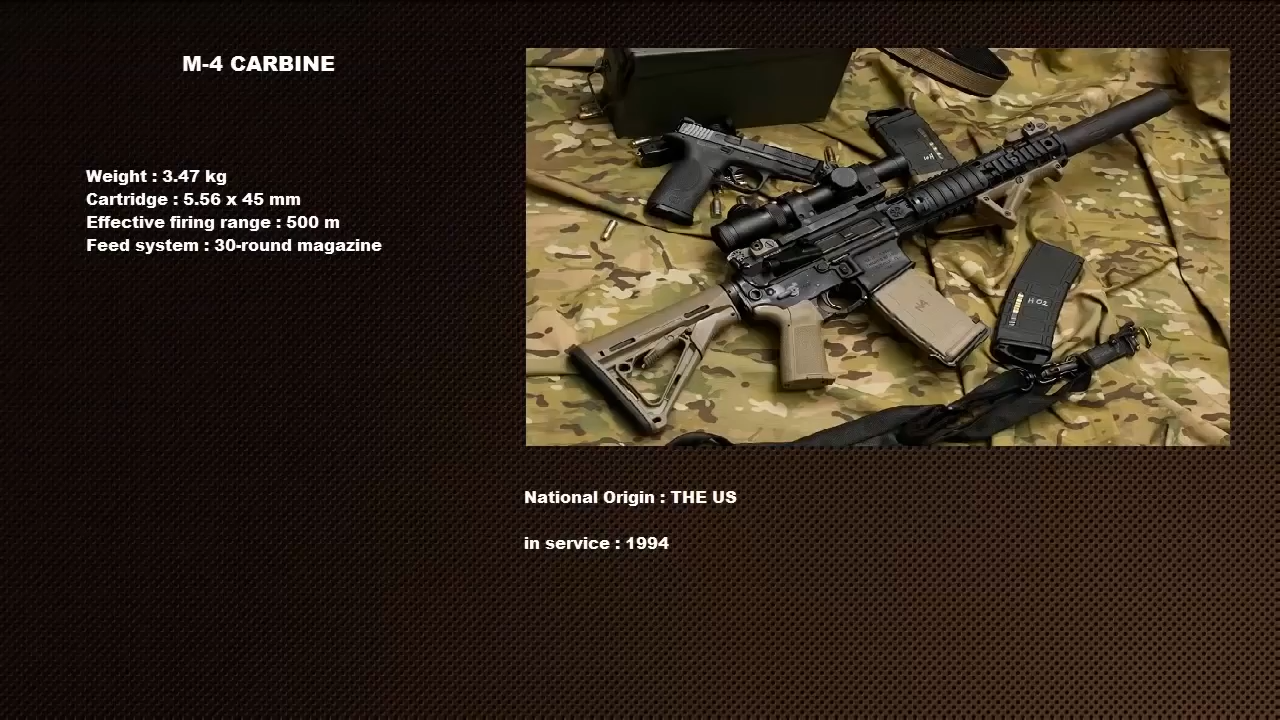 M-4 CARBINE
Weight : 3.47 kg
Cartridge : 5.56 x 45 mm
Effective firing range : 500 m
Feed system : 30-round magazine
National Origin : THE US
in service : 1994